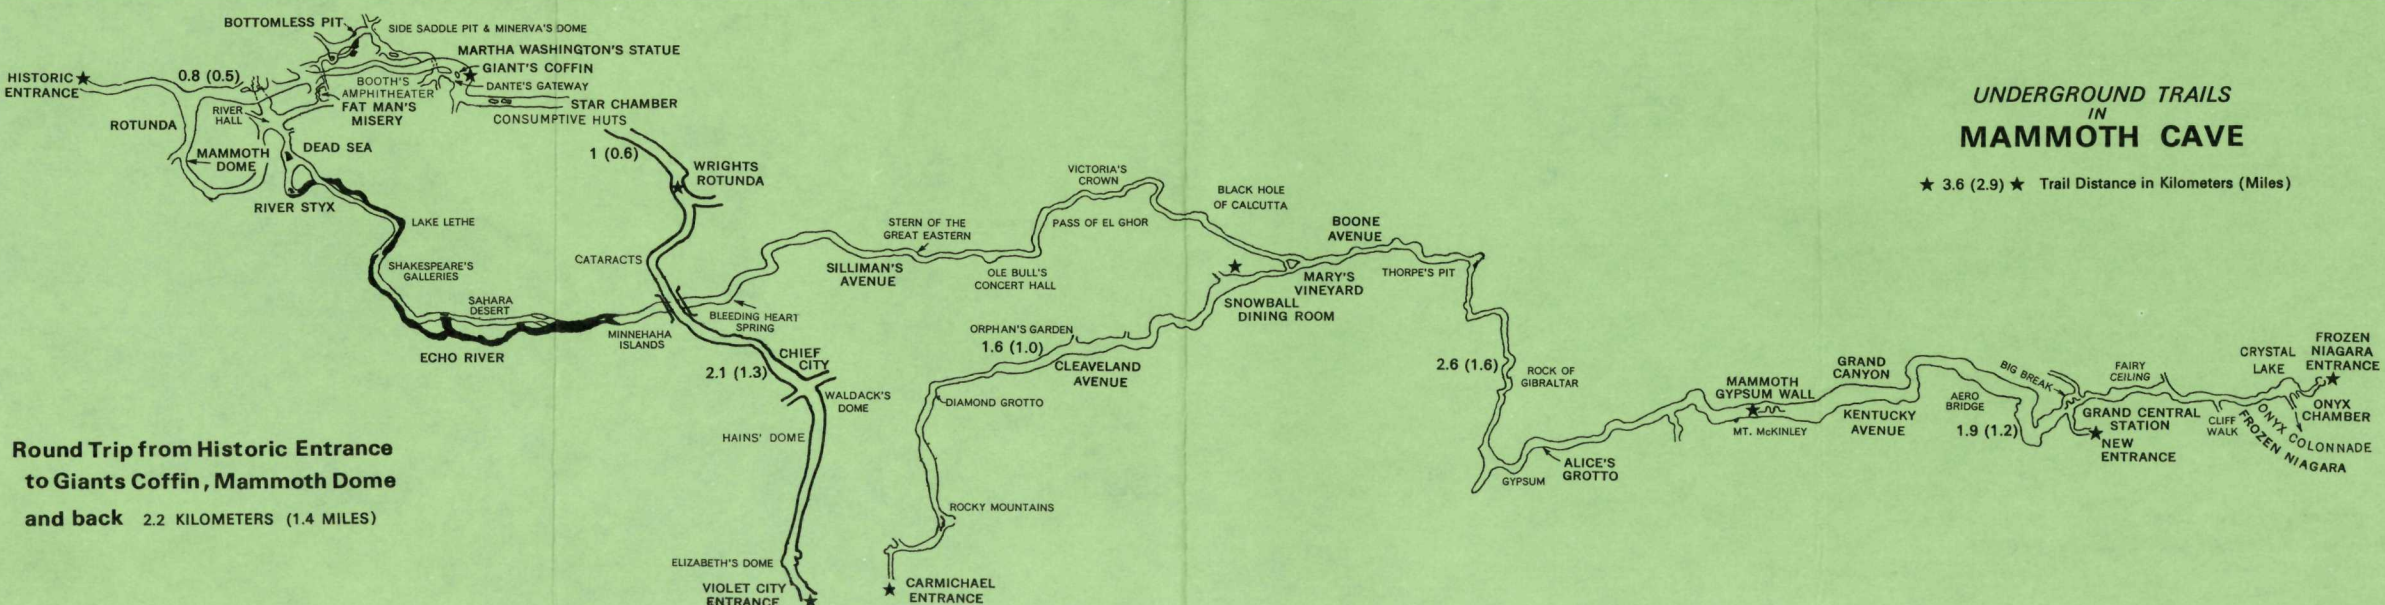 BOTTOMLESS PIT
SIDE SADDLE PIT & MINERVA'S DOME
MARTHA WASHINGTON'S STATUE
GIANT'S COFFIN
HISTORIC
ENTRANCE
0.8 (0.5)
BOOTH'S
AMPHITHEATER
DANTE'S GATEWAY
FAT MAN'S
MISERY
STAR CHAMBER
CONSUMPTIVE HUTS
RIVER
HALL
ROTUNDA
MAMMOTH
DOME
DEAD SEA
1 (0.6)
WRIGHTS
ROTUNDA
RIVER STYX
LAKE LETHE
SHAKESPEARE'S
GALLERIES
CATARACTS
SAHARA
DESERT
ECHO RIVER
MINNEHAHA
ISLANDS
BLEEDING HEART
SPRING
2.1 (1.3)
CHIEF
CITY
WALDACK'S
DOME
HAINS' DOME
ELIZABETH'S DOME
VIOLET CITY
ENTRANCE
SILLIMAN'S
AVENUE
STERN OF THE
GREAT EASTERN
OLE BULL'S
CONCERT HALL
VICTORIA'S
CROWN
PASS OF EL GHOR
BLACK HOLE
OF CALCUTTA
BOONE
AVENUE
MARY'S
VINEYARD
THORPE'S PIT
SNOWBALL
DINING ROOM
ORPHAN'S GARDEN
1.6 (1.0)
CLEAVELAND
AVENUE
DIAMOND GROTTO
ROCKY MOUNTAINS
CARMICHAEL
ENTRANCE
2.6 (1.6)
ROCK OF
GIBRALTAR
GYPSUM
ALICE'S
GROTTO
MAMMOTH
GYPSUM WALL
MT. McKINLEY
GRAND
CANYON
KENTUCKY
AVENUE
AERO
BRIDGE
1.9 (1.2)
BIG BREAK
FAIRY
CEILING
GRAND CENTRAL
STATION
NEW
ENTRANCE
CLIFF
WALK
CRYSTAL
LAKE
FROZEN
NIAGARA
ENTRANCE
ONYX
CHAMBER
ONYX COLONNADE
FROZEN NIAGARA
UNDERGROUND TRAILS
IN
MAMMOTH CAVE
★ 3.6 (2.9) ★ Trail Distance in Kilometers (Miles)
Round Trip from Historic Entrance
to Giants Coffin, Mammoth Dome
and back 2.2 KILOMETERS (1.4 MILES)